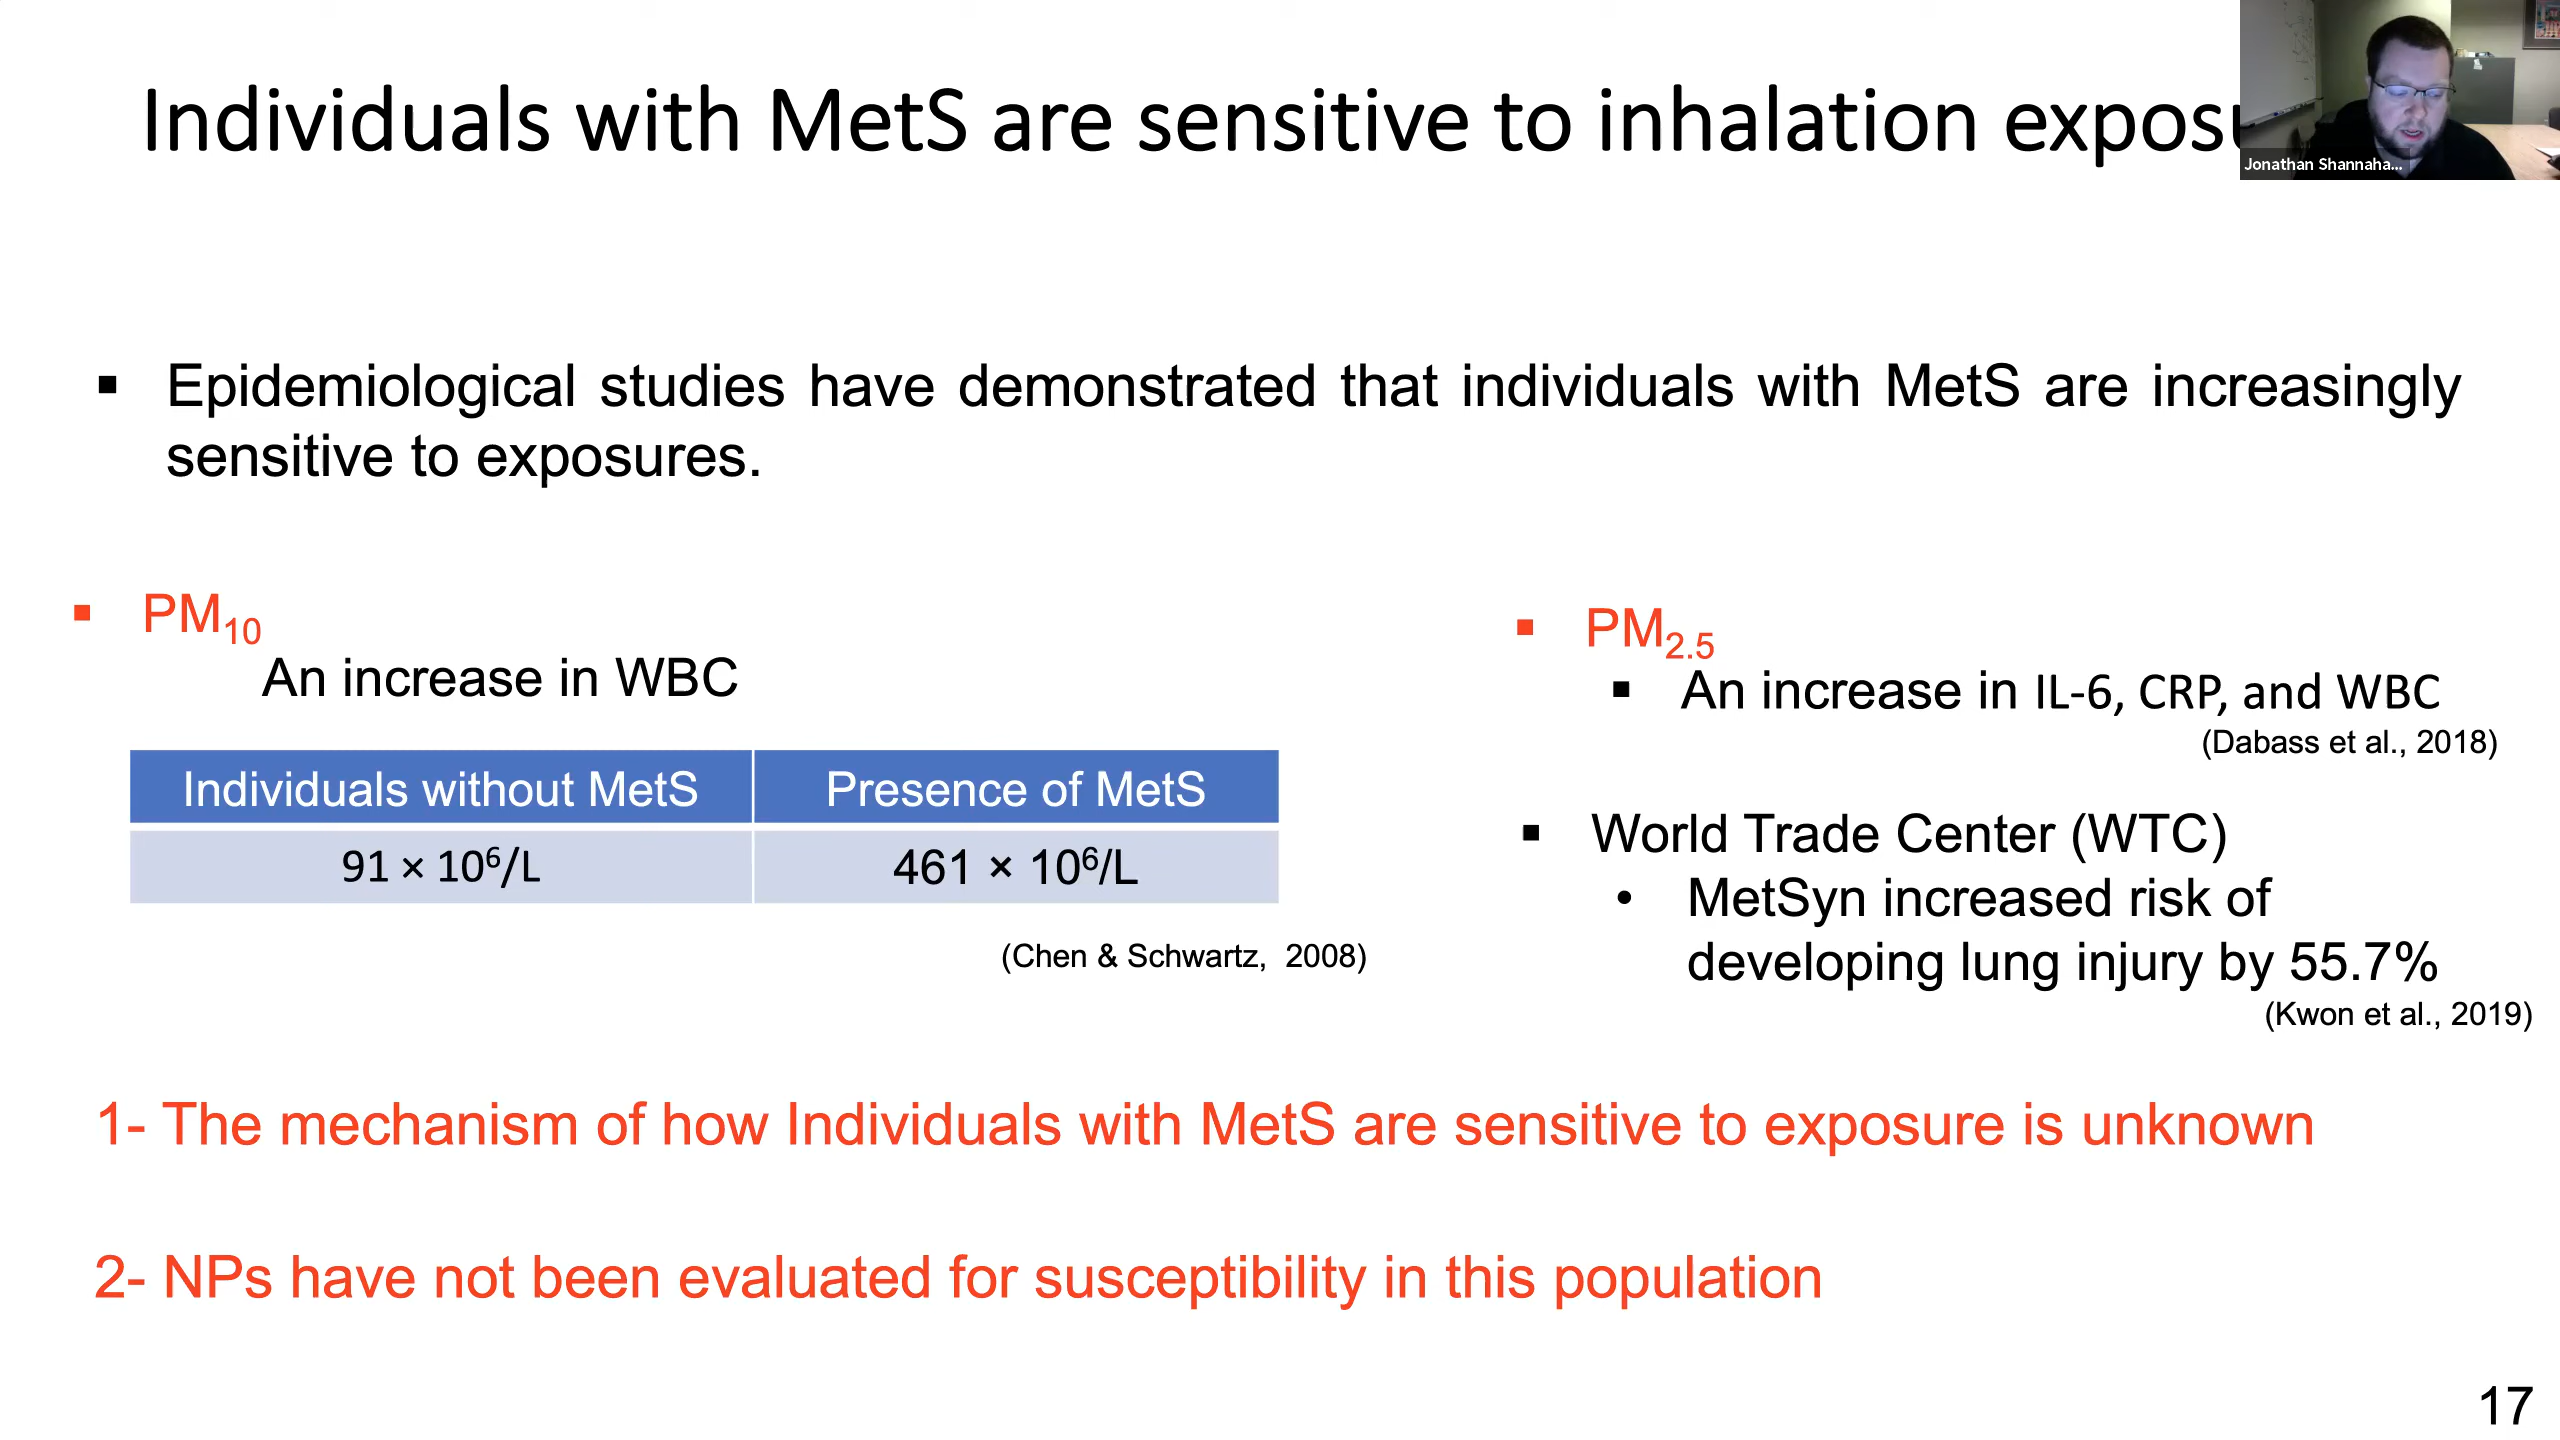 Individuals with MetS are sensitive to inhalation
Jonathan Shannaha...
▪ Epidemiological studies have demonstrated that individuals with MetS are increasingly
sensitive to exposures.
▪ PM₁₀
An increase in WBC
Individuals without MetS Presence of MetS
91 × 10⁶/L 461 × 10⁶/L
(Chen & Schwartz, 2008)
▪ PM₂.₅
▪ An increase in IL-6, CRP, and WBC
(Dabass et al., 2018)
▪ World Trade Center (WTC)
• MetSyn increased risk of
developing lung injury by 55.7%
(Kwon et al., 2019)
1- The mechanism of how Individuals with MetS are sensitive to exposure is unknown
2- NPs have not been evaluated for susceptibility in this population
17